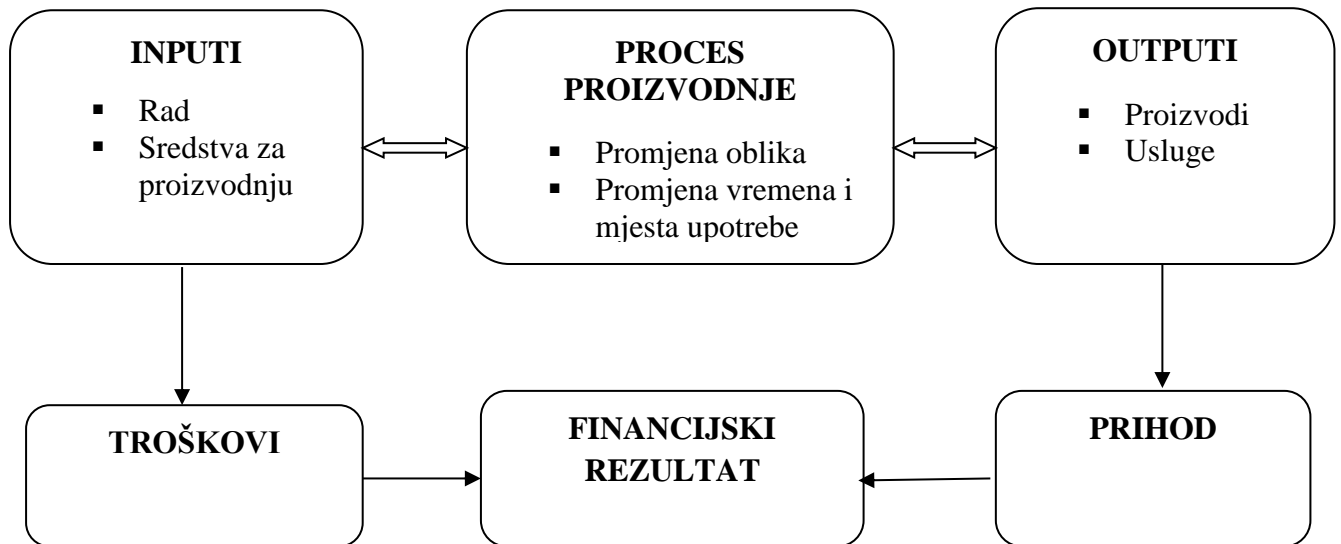 INPUTI
▪ Rad
▪ Sredstva za
proizvodnju
PROCES
PROIZVODNJE
▪ Promjena oblika
▪ Promjena vremena i
mjesta upotrebe
OUTPUTI
▪ Proizvodi
▪ Usluge
TROŠKOVI
FINANCIJSKI
REZULTAT
PRIHOD